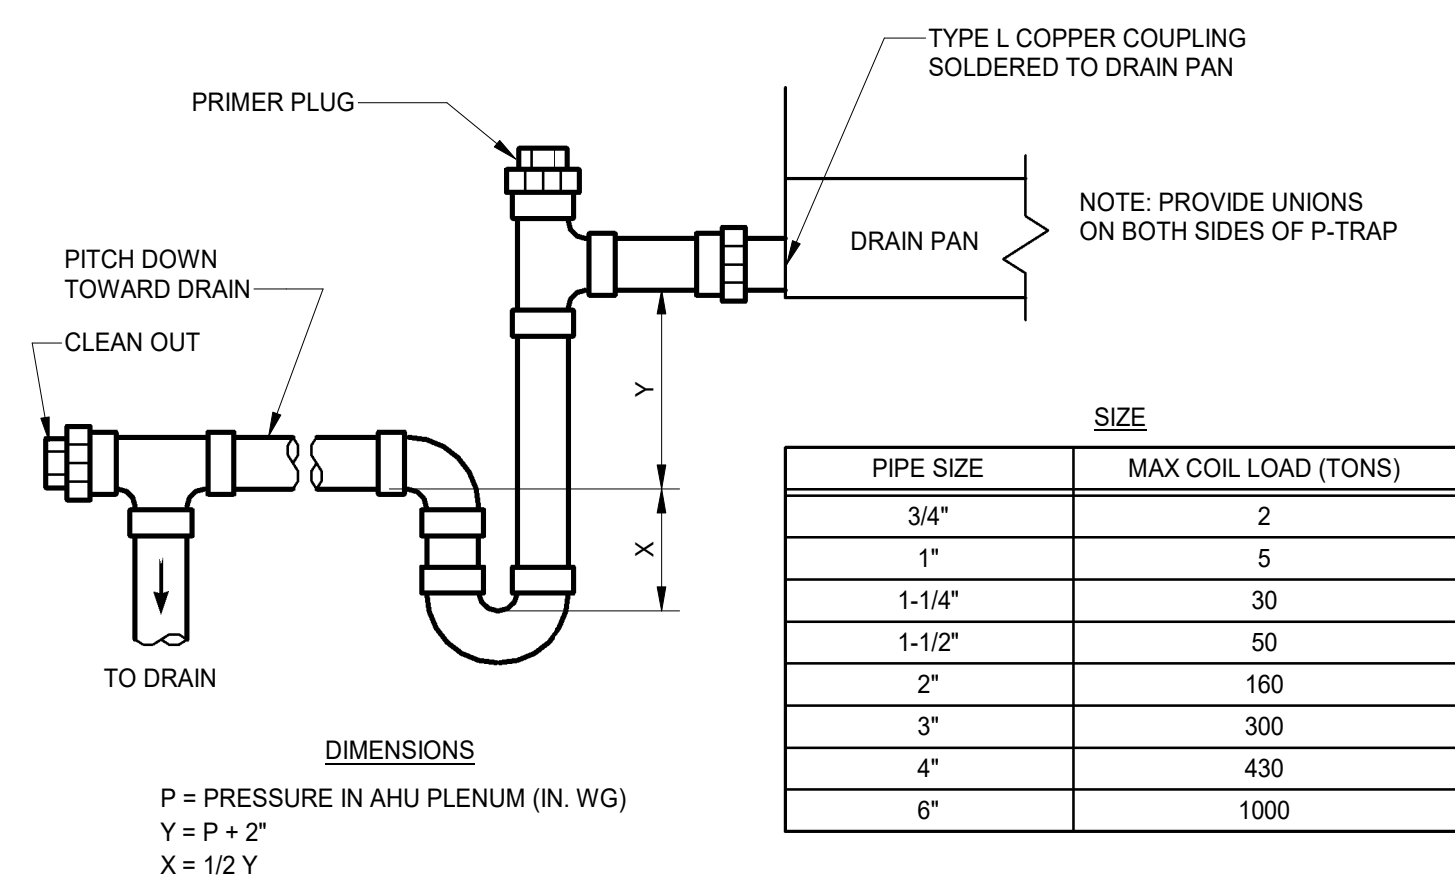 TYPE L COPPER COUPLING
SOLDERED TO DRAIN PAN
PRIMER PLUG
NOTE: PROVIDE UNIONS
ON BOTH SIDES OF P-TRAP
DRAIN PAN
PITCH DOWN
TOWARD DRAIN
CLEAN OUT
Y
X
TO DRAIN
SIZE
PIPE SIZE MAX COIL LOAD (TONS)
3/4" 2
1" 5
1-1/4" 30
1-1/2" 50
2" 160
3" 300
4" 430
6" 1000
DIMENSIONS
P = PRESSURE IN AHU PLENUM (IN. WG)
Y = P + 2"
X = 1/2 Y